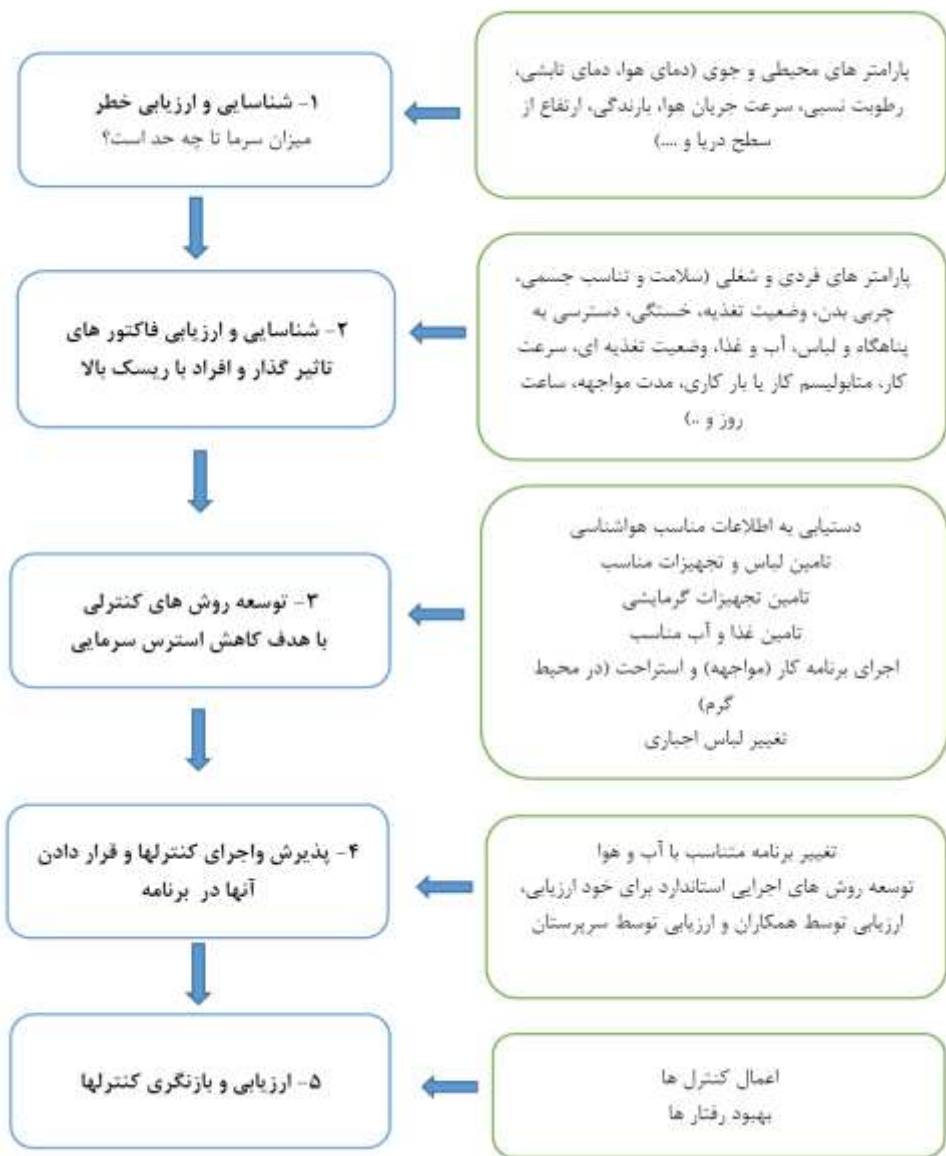 ۱- شناسایی و ارزیابی خطر
میزان سرما تا چه حد است؟
پارامتر های محیطی و جوی (دمای هوا، دمای تابشی،
رطوبت نسبی، سرعت جریان هوا، بارندگی، ارتفاع از
سطح دریا و ....)
۲- شناسایی و ارزیابی فاکتور های
تاثیر گذار و افراد با ریسک بالا
پارامتر های فردی و شغلی (سلامت و تناسب جسمی،
چربی بدن، وضعیت تغذیه، خستگی، دسترسی به
پناهگاه و لباس، آب و غذا، وضعیت تغذیه ای، سرعت
کار، متابولیسم کار یا بار کاری، مدت مواجهه، ساعت
روز و ..)
۳- توسعه روش های کنترلی
با هدف کاهش استرس سرمایی
دستیابی به اطلاعات مناسب هواشناسی
تامین لباس و تجهیزات مناسب
تامین تجهیزات گرمایشی
تامین غذا و آب مناسب
اجرای برنامه کار (مواجهه) و استراحت (در محیط
گرم)
تغییر لباس اجباری
۴- پذیرش واجرای کنترلها و قرار دادن
آنها در برنامه
تغییر برنامه متناسب با آب و هوا
توسعه روش های اجرایی استاندارد برای خود ارزیابی،
ارزیابی توسط همکاران و ارزیابی توسط سرپرستان
۵- ارزیابی و بازنگری کنترلها
اعمال کنترل ها
بهبود رفتار ها